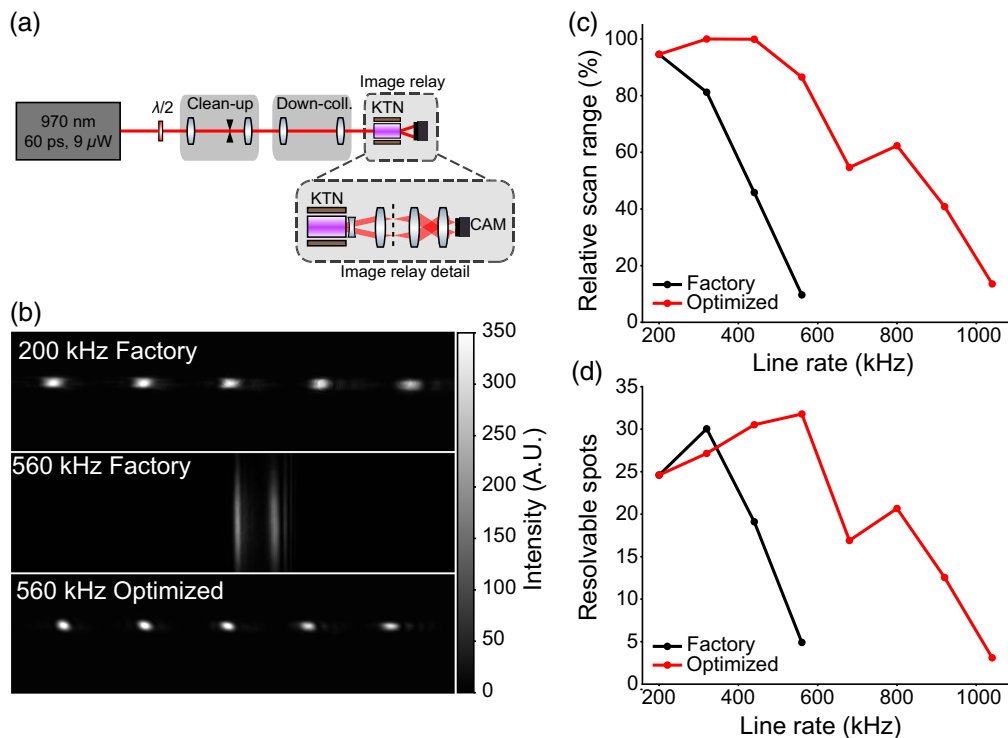 (a)
970 nm
60 ps, 9 µW
λ/2
Clean-up
Down-coll.
Image relay
KTN
KTN
CAM
Image relay detail
(b)
200 kHz Factory
560 kHz Factory
560 kHz Optimized
350
300
250
200
150
100
50
0
Intensity (A.U.)
(c)
Relative scan range (%)
100
80
60
40
20
0
Factory
Optimized
200
400
600
800
1000
Line rate (kHz)
(d)
Resolvable spots
35
30
25
20
15
10
5
0
Factory
Optimized
200
400
600
800
1000
Line rate (kHz)